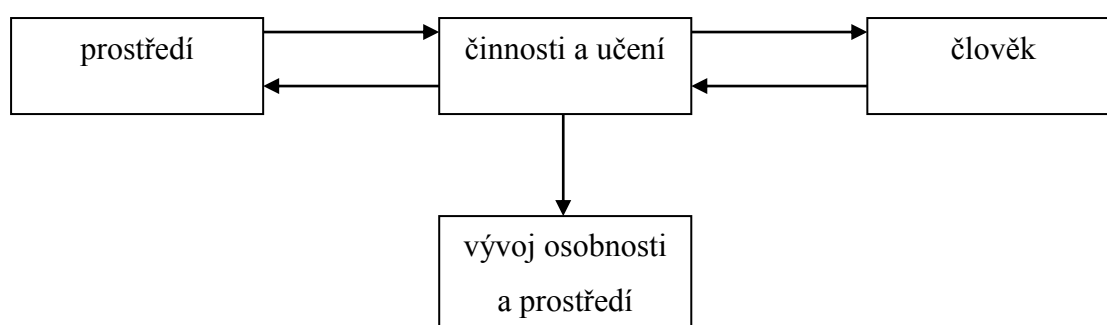 prostředí
činnosti a učení
člověk
vývoj osobnosti
a prostředí